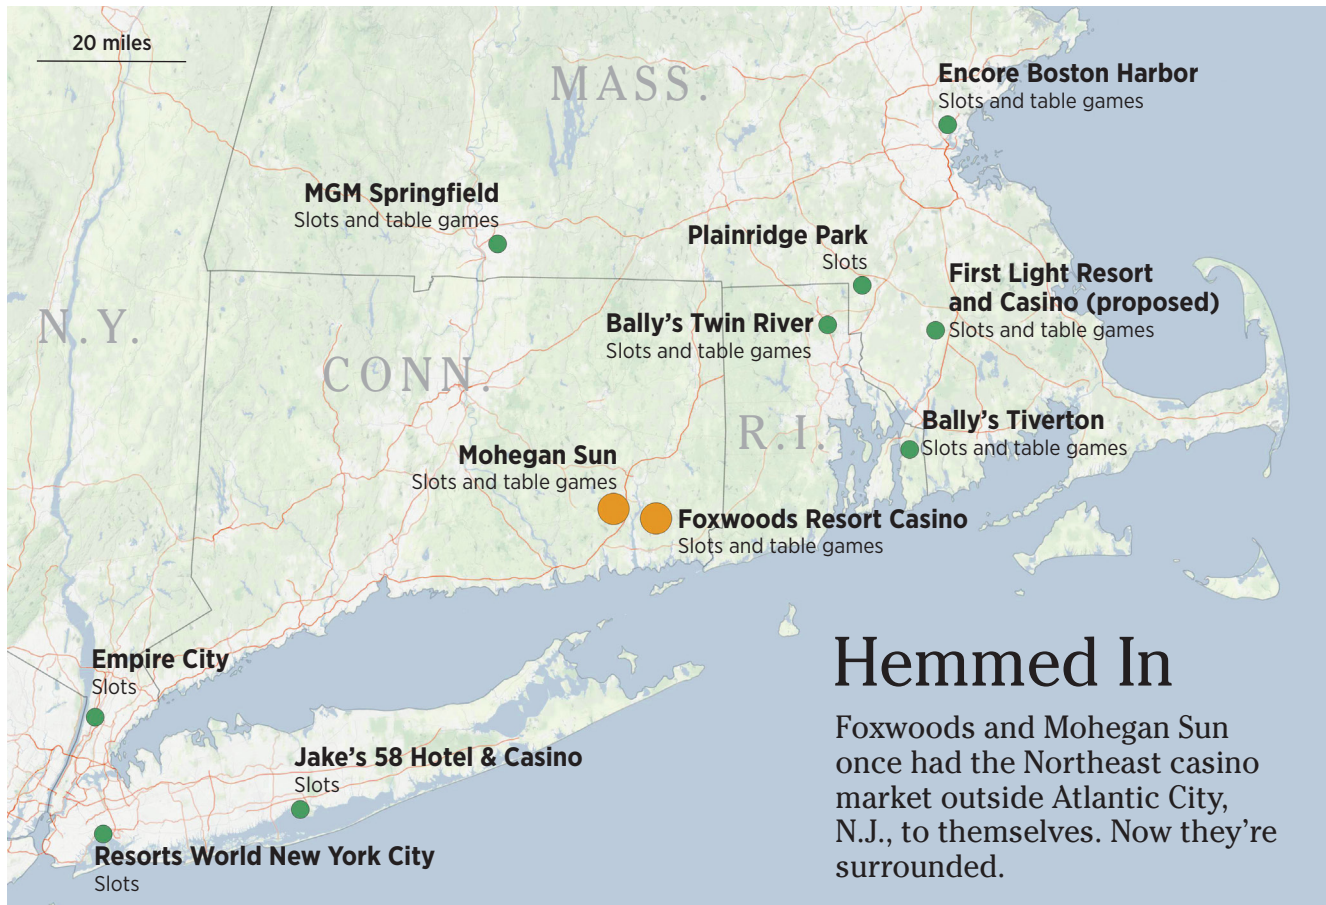 20 miles
MASS.
Encore Boston Harbor
Slots and table games
MGM Springfield
Slots and table games
Plainridge Park
Slots
First Light Resort
and Casino (proposed)
Slots and table games
N.Y.
Bally’s Twin River
Slots and table games
CONN.
R.I.
Bally’s Tiverton
Slots and table games
Mohegan Sun
Slots and table games
Foxwoods Resort Casino
Slots and table games
Empire City
Slots
Jake’s 58 Hotel & Casino
Slots
Resorts World New York City
Slots
Hemmed In
Foxwoods and Mohegan Sun
once had the Northeast casino
market outside Atlantic City,
N.J., to themselves. Now they’re
surrounded.